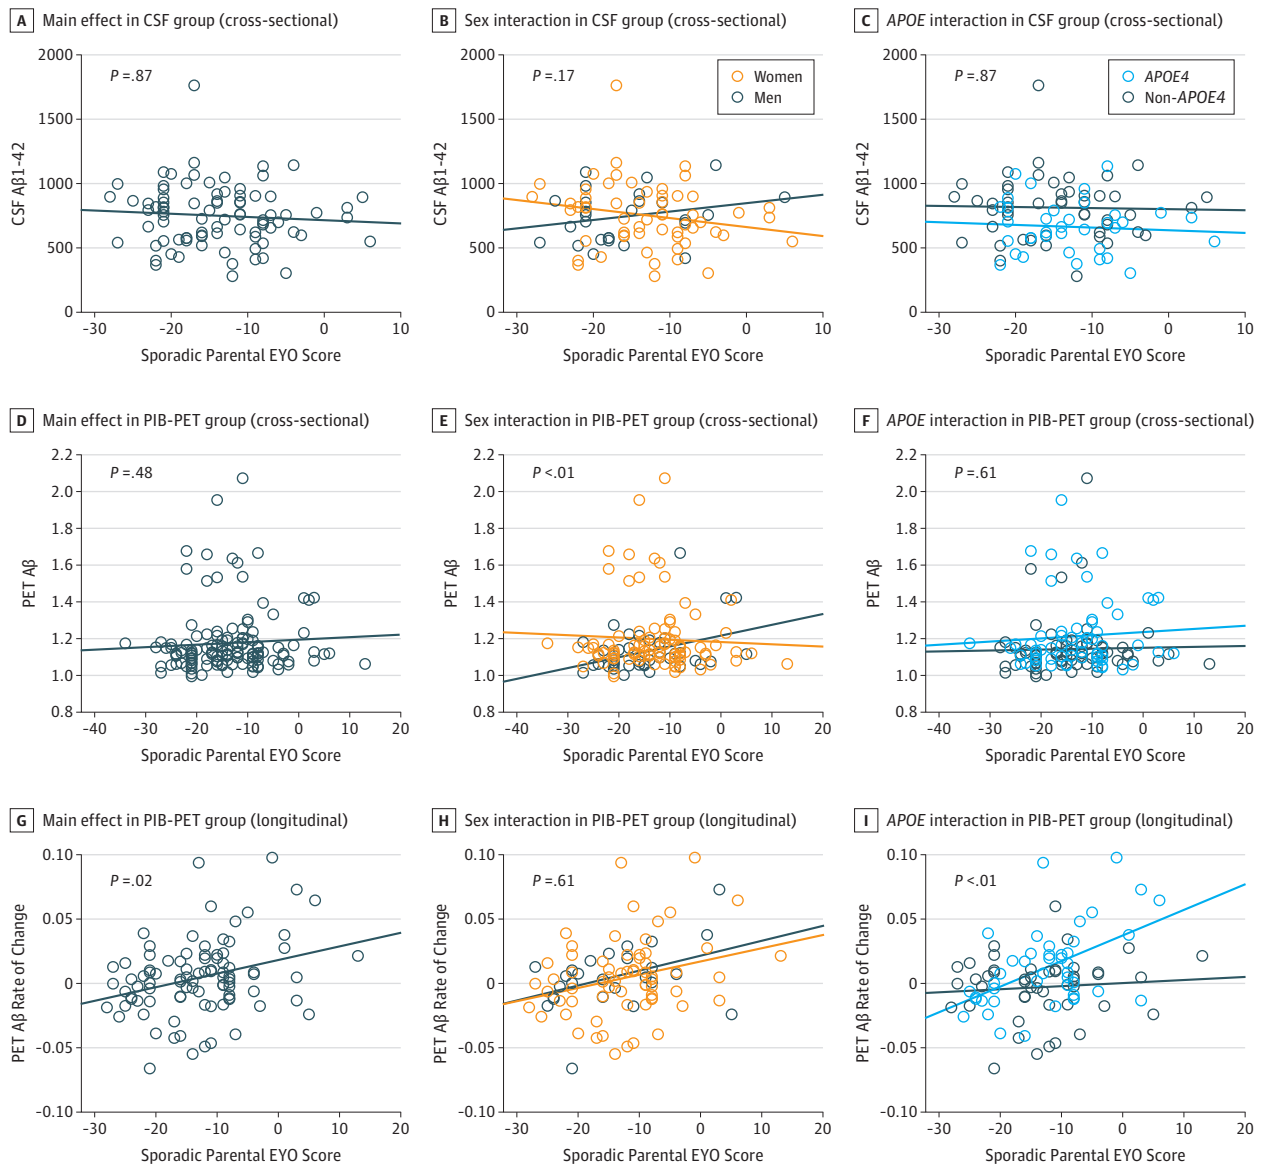 A Main effect in CSF group (cross-sectional)
2000
1500
1000
500
0
CSF Aβ1-42
P =.87
-30 -20 -10 0 10
Sporadic Parental EYO Score
B Sex interaction in CSF group (cross-sectional)
2000
1500
1000
500
0
CSF Aβ1-42
P =.17
Women
Men
-30 -20 -10 0 10
Sporadic Parental EYO Score
C APOE interaction in CSF group (cross-sectional)
2000
1500
1000
500
0
CSF Aβ1-42
P =.87
APOE4
Non-APOE4
-30 -20 -10 0 10
Sporadic Parental EYO Score
D Main effect in PIB-PET group (cross-sectional)
2.2
2.0
1.8
1.6
1.4
1.2
1.0
0.8
PET Aβ
P =.48
-40 -30 -20 -10 0 10 20
Sporadic Parental EYO Score
E Sex interaction in PIB-PET group (cross-sectional)
2.2
2.0
1.8
1.6
1.4
1.2
1.0
0.8
PET Aβ
P <.01
-40 -30 -20 -10 0 10 20
Sporadic Parental EYO Score
F APOE interaction in PIB-PET group (cross-sectional)
2.2
2.0
1.8
1.6
1.4
1.2
1.0
0.8
PET Aβ
P =.61
-40 -30 -20 -10 0 10 20
Sporadic Parental EYO Score
G Main effect in PIB-PET group (longitudinal)
0.10
0.05
0
-0.05
-0.10
PET Aβ Rate of Change
P =.02
-30 -20 -10 0 10 20
Sporadic Parental EYO Score
H Sex interaction in PIB-PET group (longitudinal)
0.10
0.05
0
-0.05
-0.10
PET Aβ Rate of Change
P =.61
-30 -20 -10 0 10 20
Sporadic Parental EYO Score
I APOE interaction in PIB-PET group (longitudinal)
0.10
0.05
0
-0.05
-0.10
PET Aβ Rate of Change
P <.01
-30 -20 -10 0 10 20
Sporadic Parental EYO Score